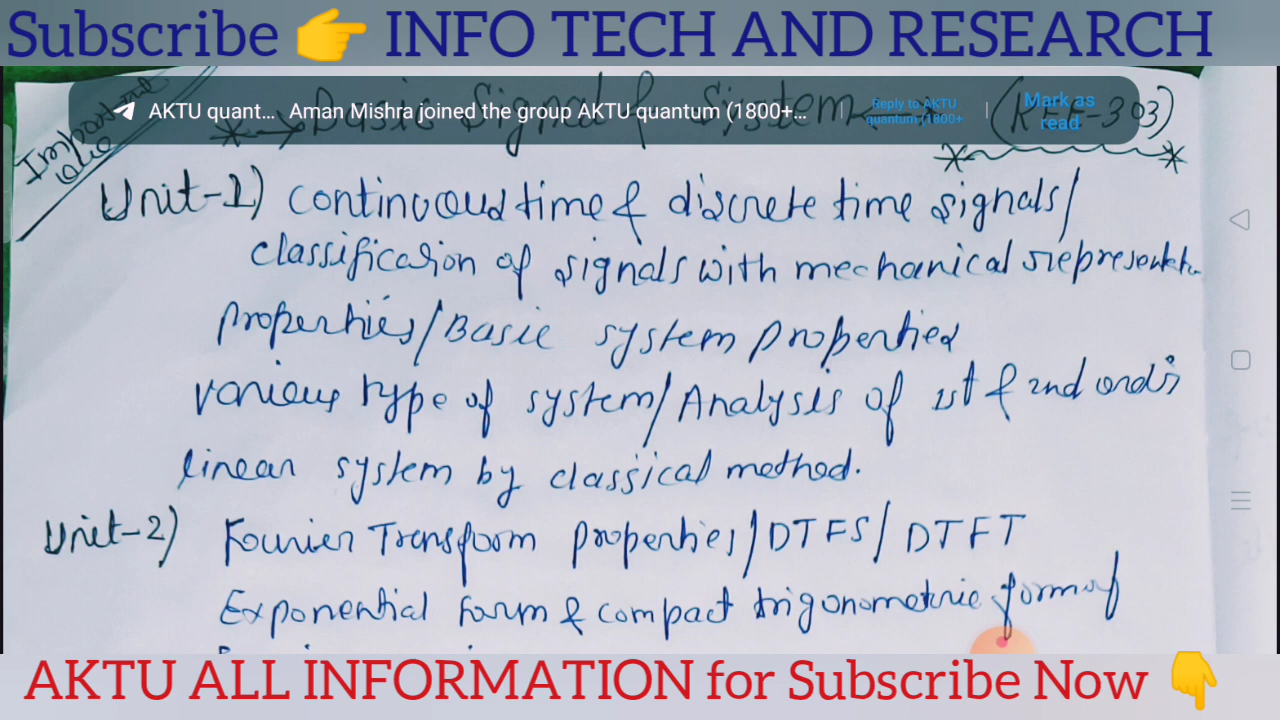 Subscribe 👉 INFO TECH AND RESEARCH
Important
AKTU quant... Aman Mishra joined the group AKTU quantum (1800+...
Reply to AKTU
quantum (1800+
Mark as
read
Basic Signal & System
303)
Unit-1) continuous time & discrete time signals/
classification of signals with mechanical
properties/Basic system properties
various type of system/Analysis of 1st & 2nd order
linear system by classical method.
Unit-2) Fourier Transform properties/DTFS/DTFT
Exponential form & compact trigonometric form of
AKTU ALL INFORMATION for Subscribe Now 👇